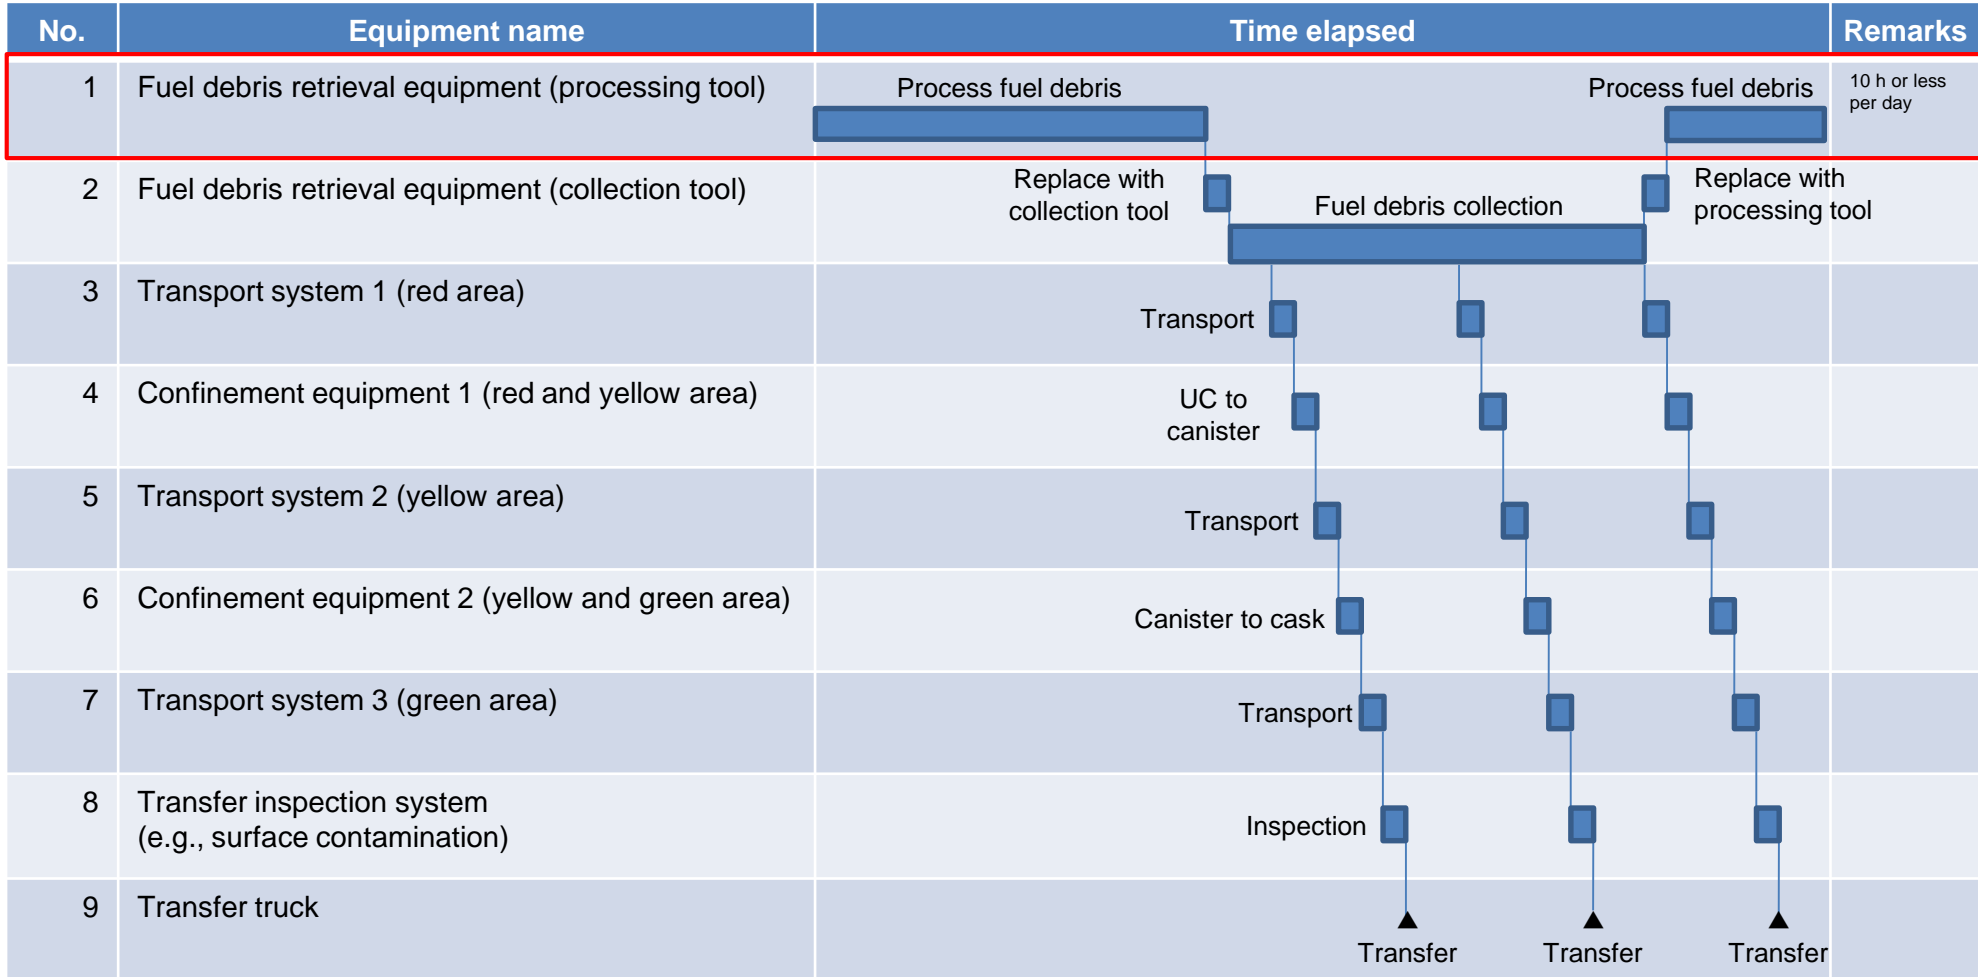 No.
Equipment name
Time elapsed
Remarks
1
Fuel debris retrieval equipment (processing tool)
Process fuel debris
Process fuel debris
10 h or less
per day
2
Fuel debris retrieval equipment (collection tool)
Replace with
collection tool
Fuel debris collection
Replace with
processing tool
3
Transport system 1 (red area)
Transport
4
Confinement equipment 1 (red and yellow area)
UC to
canister
5
Transport system 2 (yellow area)
Transport
6
Confinement equipment 2 (yellow and green area)
Canister to cask
7
Transport system 3 (green area)
Transport
8
Transfer inspection system
(e.g., surface contamination)
Inspection
9
Transfer truck
Transfer
Transfer
Transfer